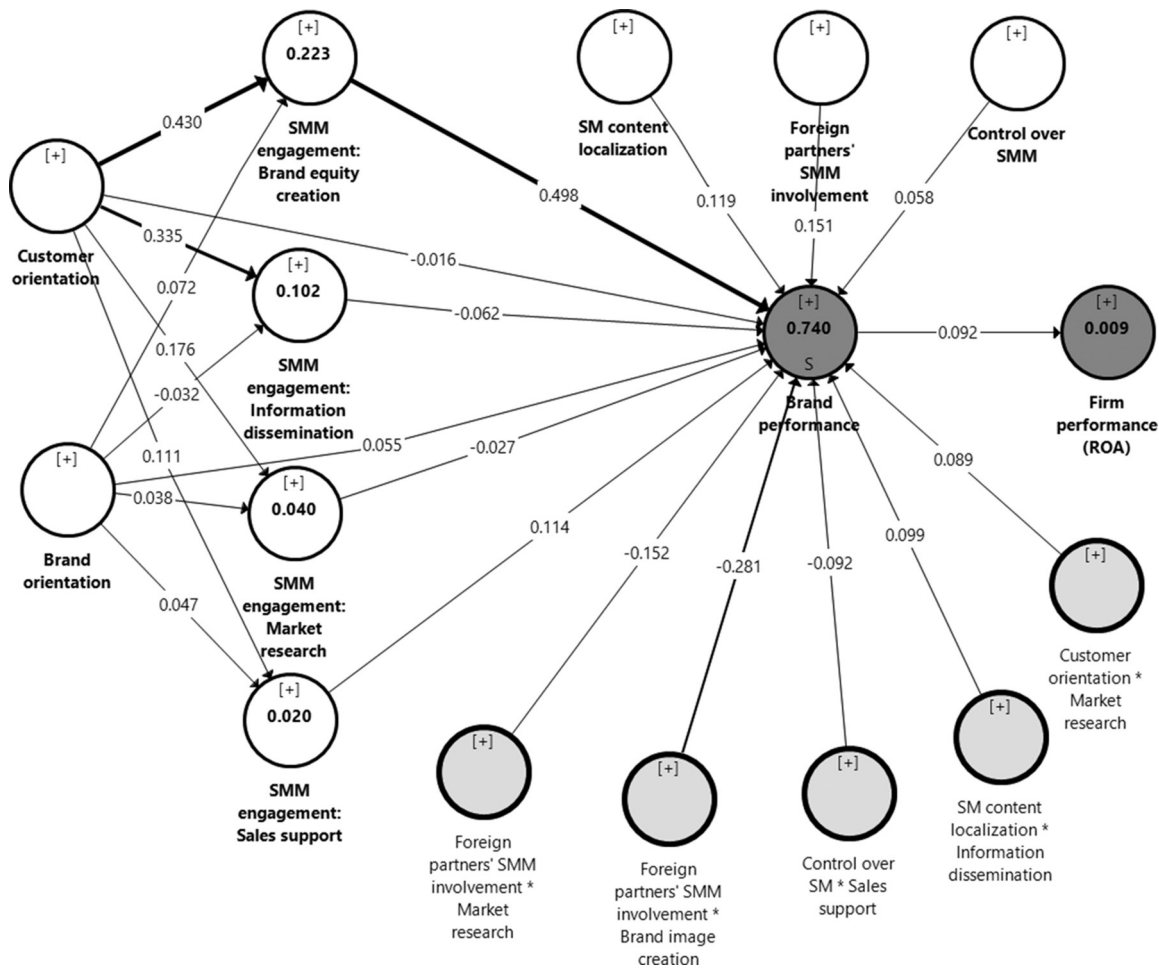 [+]
0.223
SMM
engagement:
Brand equity
creation
[+]
SM content
localization
[+]
Foreign
partners'
SMM
involvement
[+]
Control over
SMM
[+]
Customer
orientation
0.430
0.335
0.498
0.119
0.151
0.058
-0.016
0.072
[+]
0.102
SMM
engagement:
Information
dissemination
-0.062
0.176
-0.032
0.111
[+]
0.740
S
Brand
performance
0.092
[+]
0.009
Firm
performance
(ROA)
[+]
Brand
orientation
0.055
0.038
-0.027
0.047
[+]
0.040
SMM
engagement:
Market
research
0.114
-0.152
-0.281
-0.092
0.099
0.089
[+]
0.020
SMM
engagement:
Sales support
[+]
Foreign
partners' SMM
involvement *
Market
research
[+]
Foreign
partners' SMM
involvement *
Brand image
creation
[+]
Control over
SM * Sales
support
[+]
SM content
localization *
Information
dissemination
[+]
Customer
orientation *
Market
research